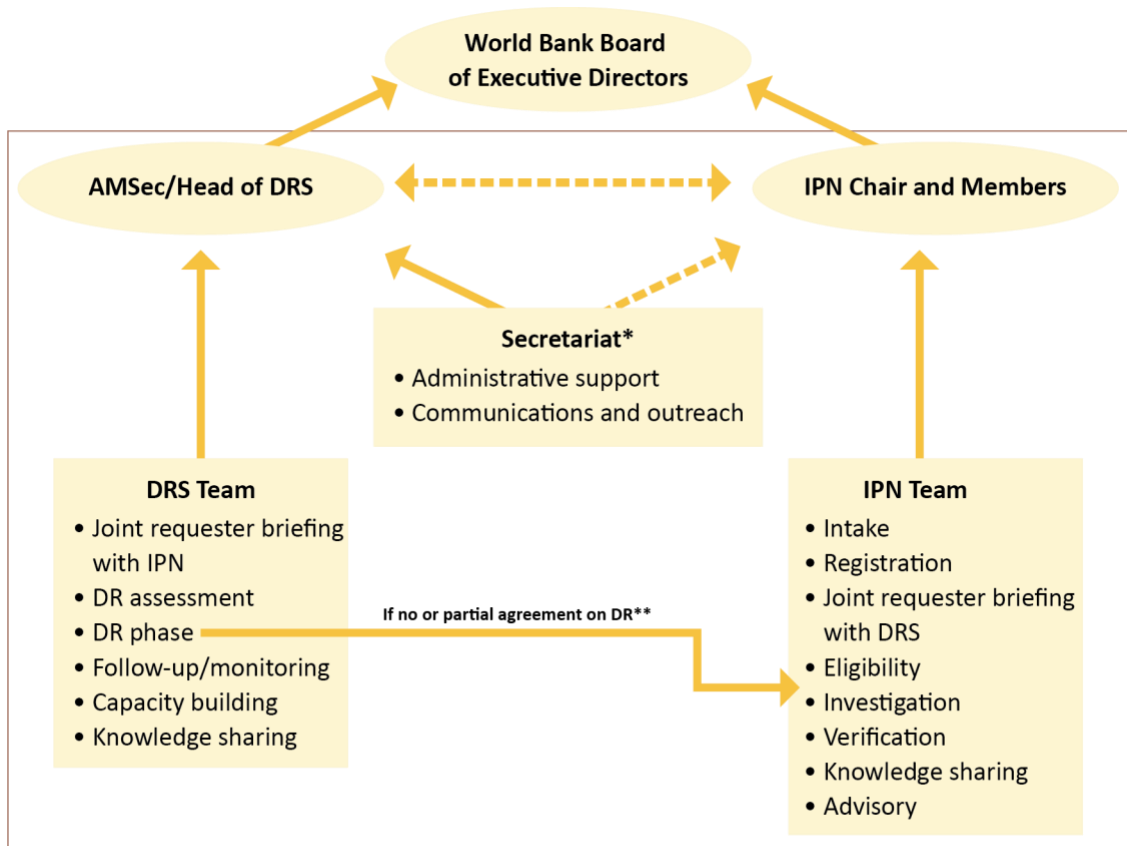 World Bank Board
of Executive Directors
AMSec/Head of DRS
IPN Chair and Members
Secretariat*
• Administrative support
• Communications and outreach
DRS Team
• Joint requester briefing
with IPN
• DR assessment
• DR phase
• Follow-up/monitoring
• Capacity building
• Knowledge sharing
If no or partial agreement on DR**
IPN Team
• Intake
• Registration
• Joint requester briefing
with DRS
• Eligibility
• Investigation
• Verification
• Knowledge sharing
• Advisory